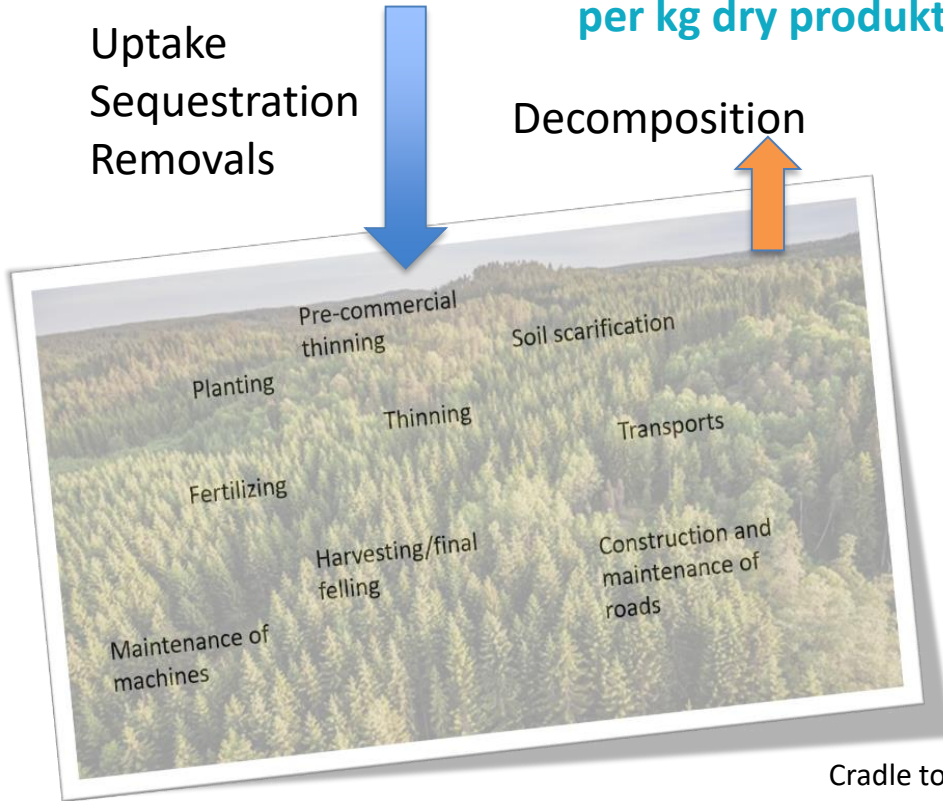 per kg dry produkt
Uptake
Sequestration
Removals
Decomposition
Pre-commercial
thinning
Soil scarification
Planting
Thinning
Transports
Fertilizing
Harvesting/final
felling
Construction and
maintenance of
roads
Maintenance of
machines
Cradle to